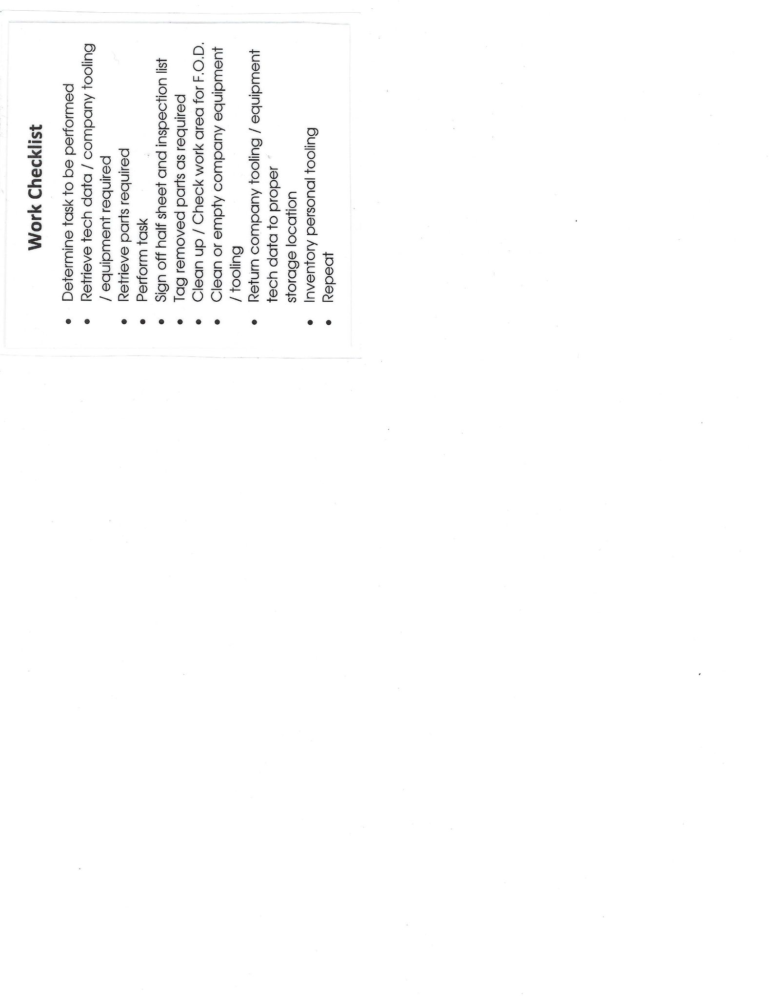 Work Checklist
• Determine task to be performed
• Retrieve tech data / company tooling
/ equipment required
• Retrieve parts required
• Perform task
• Sign off half sheet and inspection list
• Tag removed parts as required
• Clean up / Check work area for F.O.D.
• Clean or empty company equipment
/ tooling
• Return company tooling / equipment
tech data to proper
storage location
• Inventory personal tooling
• Repeat